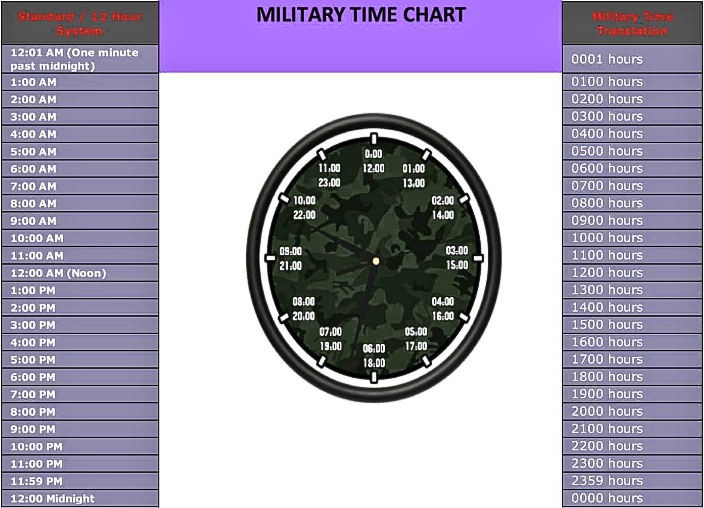 Standard / 12 Hour
System
MILITARY TIME CHART
Military Time
Translation
12:01 AM (One minute
past midnight)
0001 hours
1:00 AM
0100 hours
2:00 AM
0200 hours
3:00 AM
0300 hours
4:00 AM
0400 hours
5:00 AM
0500 hours
6:00 AM
0600 hours
7:00 AM
0700 hours
8:00 AM
0800 hours
9:00 AM
0900 hours
10:00 AM
1000 hours
11:00 AM
1100 hours
12:00 AM (Noon)
1200 hours
1:00 PM
1300 hours
2:00 PM
1400 hours
3:00 PM
1500 hours
4:00 PM
1600 hours
5:00 PM
1700 hours
6:00 PM
1800 hours
7:00 PM
1900 hours
8:00 PM
2000 hours
9:00 PM
2100 hours
10:00 PM
2200 hours
11:00 PM
2300 hours
11:59 PM
2359 hours
12:00 Midnight
0000 hours
0:00
12:00
01:00
13:00
02:00
14:00
03:00
15:00
04:00
16:00
05:00
17:00
06:00
18:00
07:00
19:00
08:00
20:00
09:00
21:00
10:00
22:00
11:00
23:00